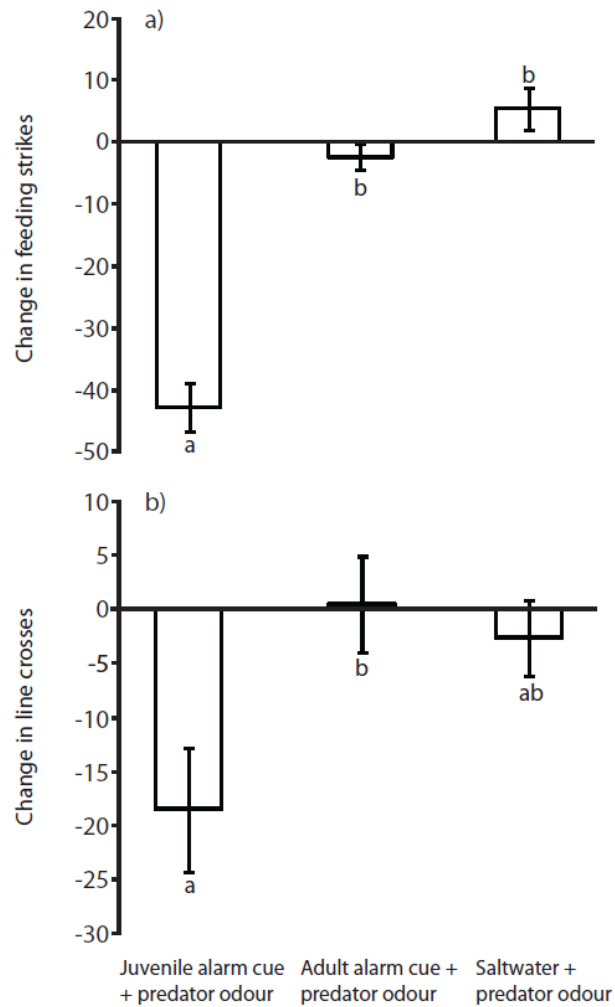 a)
20
10
0
-10
-20
-30
-40
-50
Change in feeding strikes
a
b
b
b)
10
5
0
-5
-10
-15
-20
-25
-30
Change in line crosses
a
b
ab
Juvenile alarm cue
+ predator odour
Adult alarm cue +
predator odour
Saltwater +
predator odour